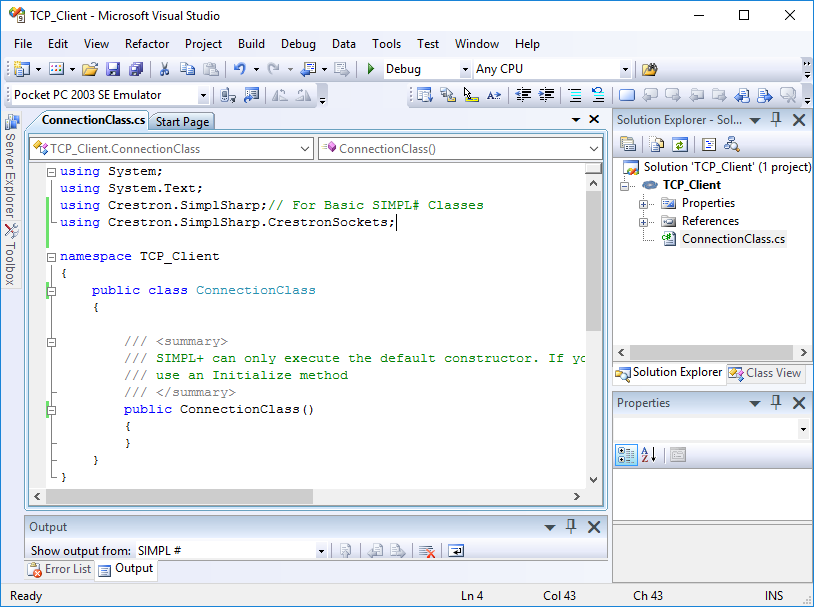 TCP_Client - Microsoft Visual Studio
File Edit View Refactor Project Build Debug Data Tools Test Window Help
Debug Any CPU
Pocket PC 2003 SE Emulator
Server Explorer
Toolbox
ConnectionClass.cs Start Page
TCP_Client.ConnectionClass ConnectionClass()
using System;
using System.Text;
using Crestron.SimplSharp;// For Basic SIMPL# Classes
using Crestron.SimplSharp.CrestronSockets;
namespace TCP_Client
{
public class ConnectionClass
{
/// <summary>
/// SIMPL+ can only execute the default constructor. If yo
/// use an Initialize method
/// </summary>
public ConnectionClass()
{
}
}
}
Solution Explorer - Sol...
Solution 'TCP_Client' (1 project)
TCP_Client
Properties
References
ConnectionClass.cs
Solution Explorer Class View
Properties
Output
Show output from: SIMPL #
Error List Output
Ready Ln 4 Col 43 Ch 43 INS